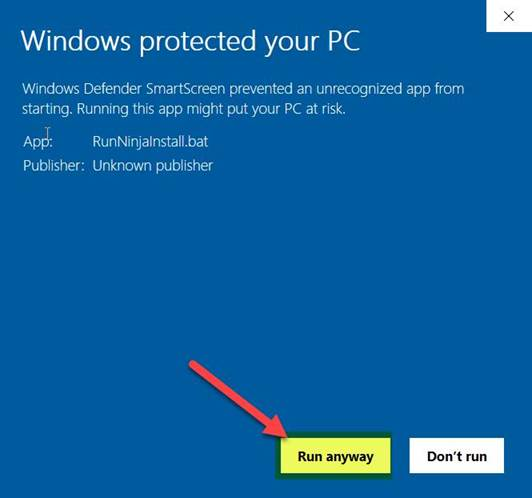 Windows protected your PC
Windows Defender SmartScreen prevented an unrecognized app from
starting. Running this app might put your PC at risk.
App: RunNinjaInstall.bat
Publisher: Unknown publisher
Run anyway Don't run